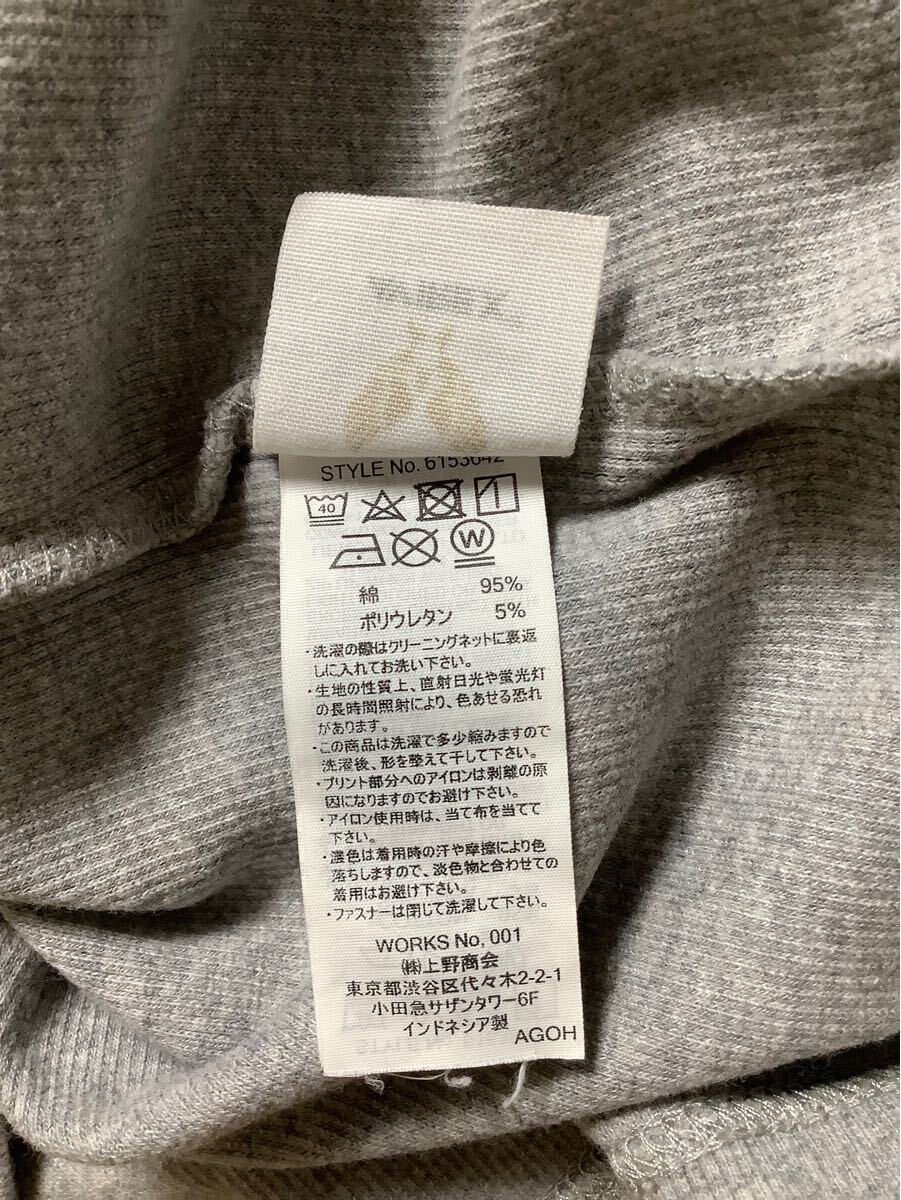 STYLE No. 6153642
40
W
綿 95%
ポリウレタン 5%
・洗濯の際はクリーニングネットに裏返
しに入れてお洗い下さい。
・生地の性質上、直射日光や蛍光灯
の長時間照射により、色あせる恐れ
があります。
・この商品は洗濯で多少縮みますので
洗濯後、形を整えて干して下さい。
・プリント部分へのアイロンは剥離の原
因になりますのでお避け下さい。
・アイロン使用時は、当て布を当てて
下さい。
・濃色は着用時の汗や摩擦により色
落ちしますので、淡色物と合わせての
着用はお避け下さい。
・ファスナーは閉じて洗濯して下さい。
WORKS No, 001
㈱上野商会
東京都渋谷区代々木2-2-1
小田急サザンタワー6F
インドネシア製
AGOH